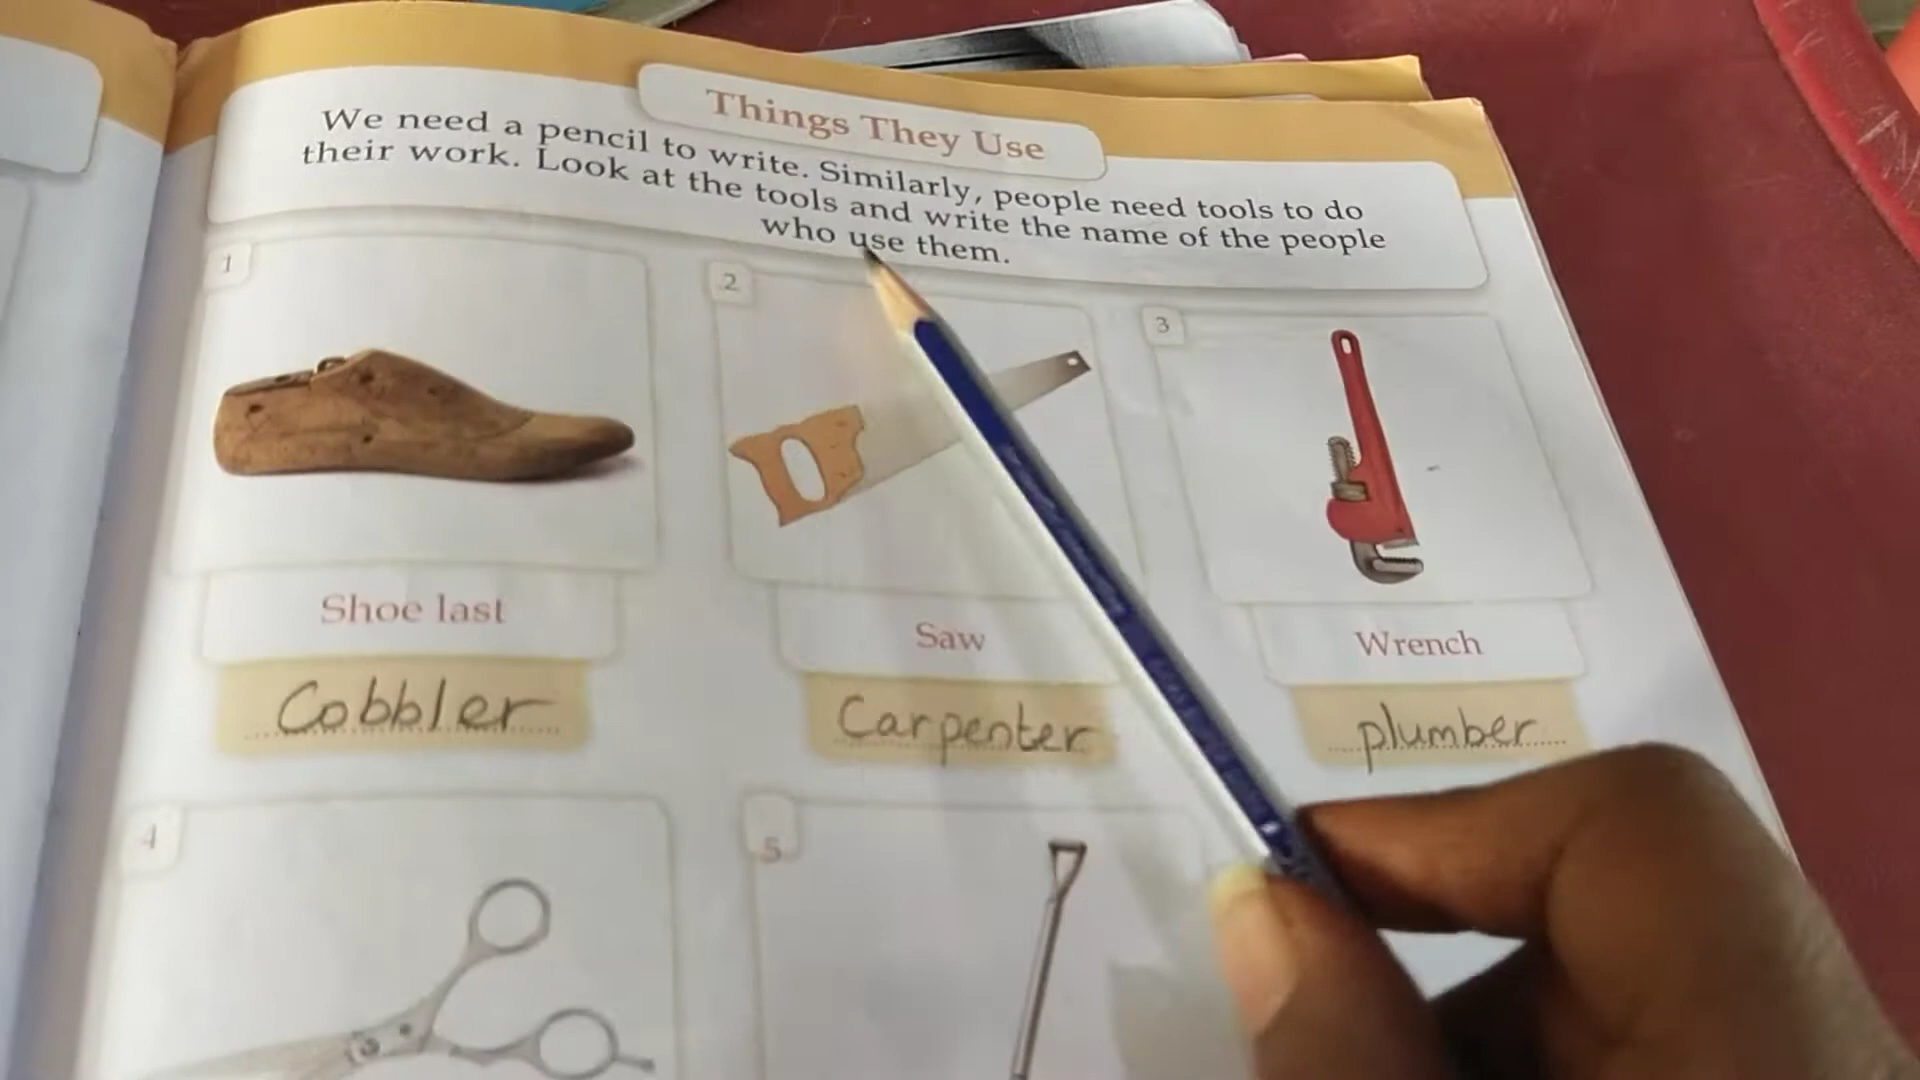 Things They Use
We need a pencil to write. Similarly, people need tools to do
their work. Look at the tools and write the name of the people
who use them.
1
2
3
Shoe last
Saw
Wrench
Cobbler
Carpenter
plumber
4
5